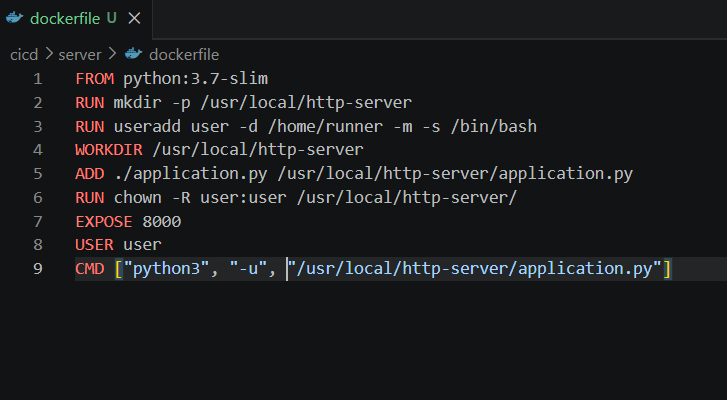 dockerfile U
cicd > server > dockerfile
1 FROM python:3.7-slim
2 RUN mkdir -p /usr/local/http-server
3 RUN useradd user -d /home/runner -m -s /bin/bash
4 WORKDIR /usr/local/http-server
5 ADD ./application.py /usr/local/http-server/application.py
6 RUN chown -R user:user /usr/local/http-server/
7 EXPOSE 8000
8 USER user
9 CMD ["python3", "-u", "/usr/local/http-server/application.py"]